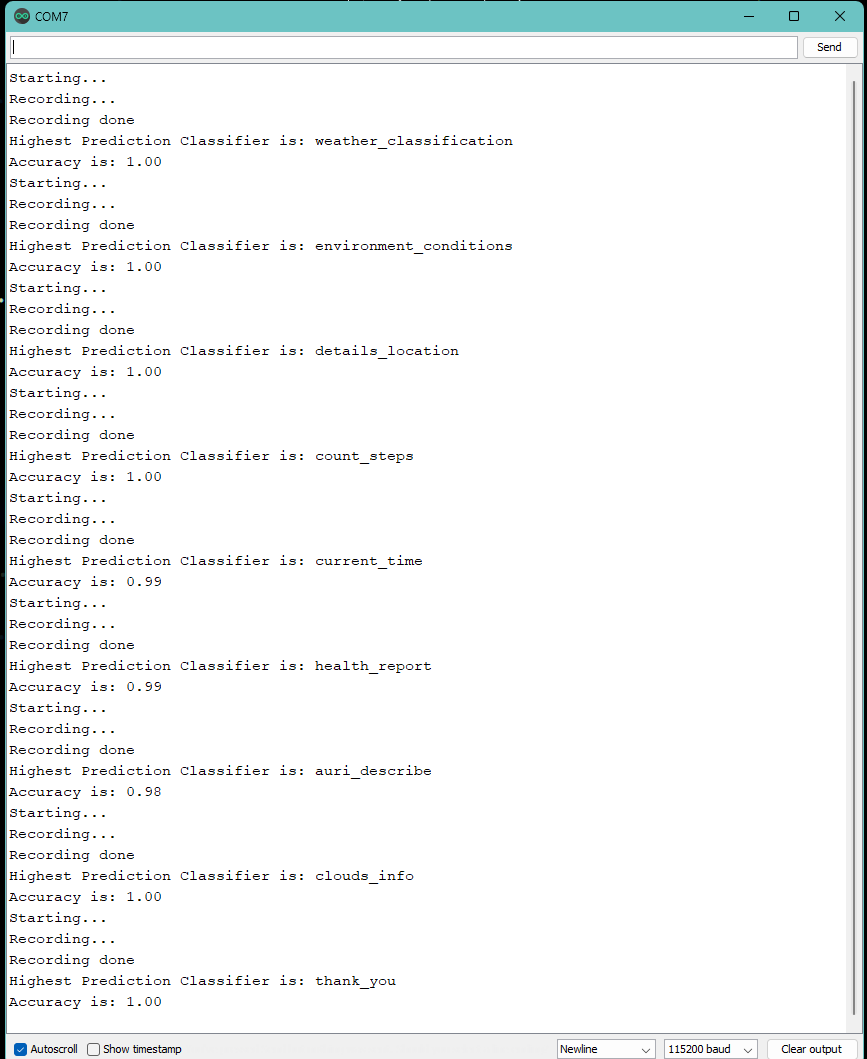 COM7
Send
Starting...
Recording...
Recording done
Highest Prediction Classifier is: weather_classification
Accuracy is: 1.00
Starting...
Recording...
Recording done
Highest Prediction Classifier is: environment_conditions
Accuracy is: 1.00
Starting...
Recording...
Recording done
Highest Prediction Classifier is: details_location
Accuracy is: 1.00
Starting...
Recording...
Recording done
Highest Prediction Classifier is: count_steps
Accuracy is: 1.00
Starting...
Recording...
Recording done
Highest Prediction Classifier is: current_time
Accuracy is: 0.99
Starting...
Recording...
Recording done
Highest Prediction Classifier is: health_report
Accuracy is: 0.99
Starting...
Recording...
Recording done
Highest Prediction Classifier is: auri_describe
Accuracy is: 0.98
Starting...
Recording...
Recording done
Highest Prediction Classifier is: clouds_info
Accuracy is: 1.00
Starting...
Recording...
Recording done
Highest Prediction Classifier is: thank_you
Accuracy is: 1.00
Autoscroll Show timestamp Newline 115200 baud Clear output